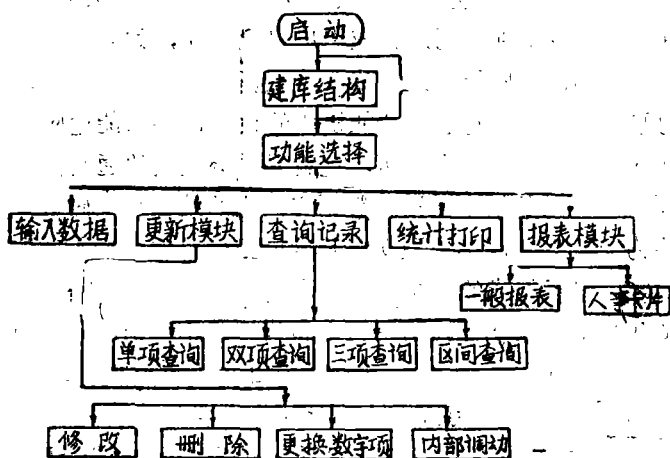 启动
建库结构
功能选择
输入数据 更新模块 查询记录 统计打印 报表模块
一般报表 人事卡片
单项查询 双项查询 三项查询 区间查询
修改 删除 更换数字项 内部调动